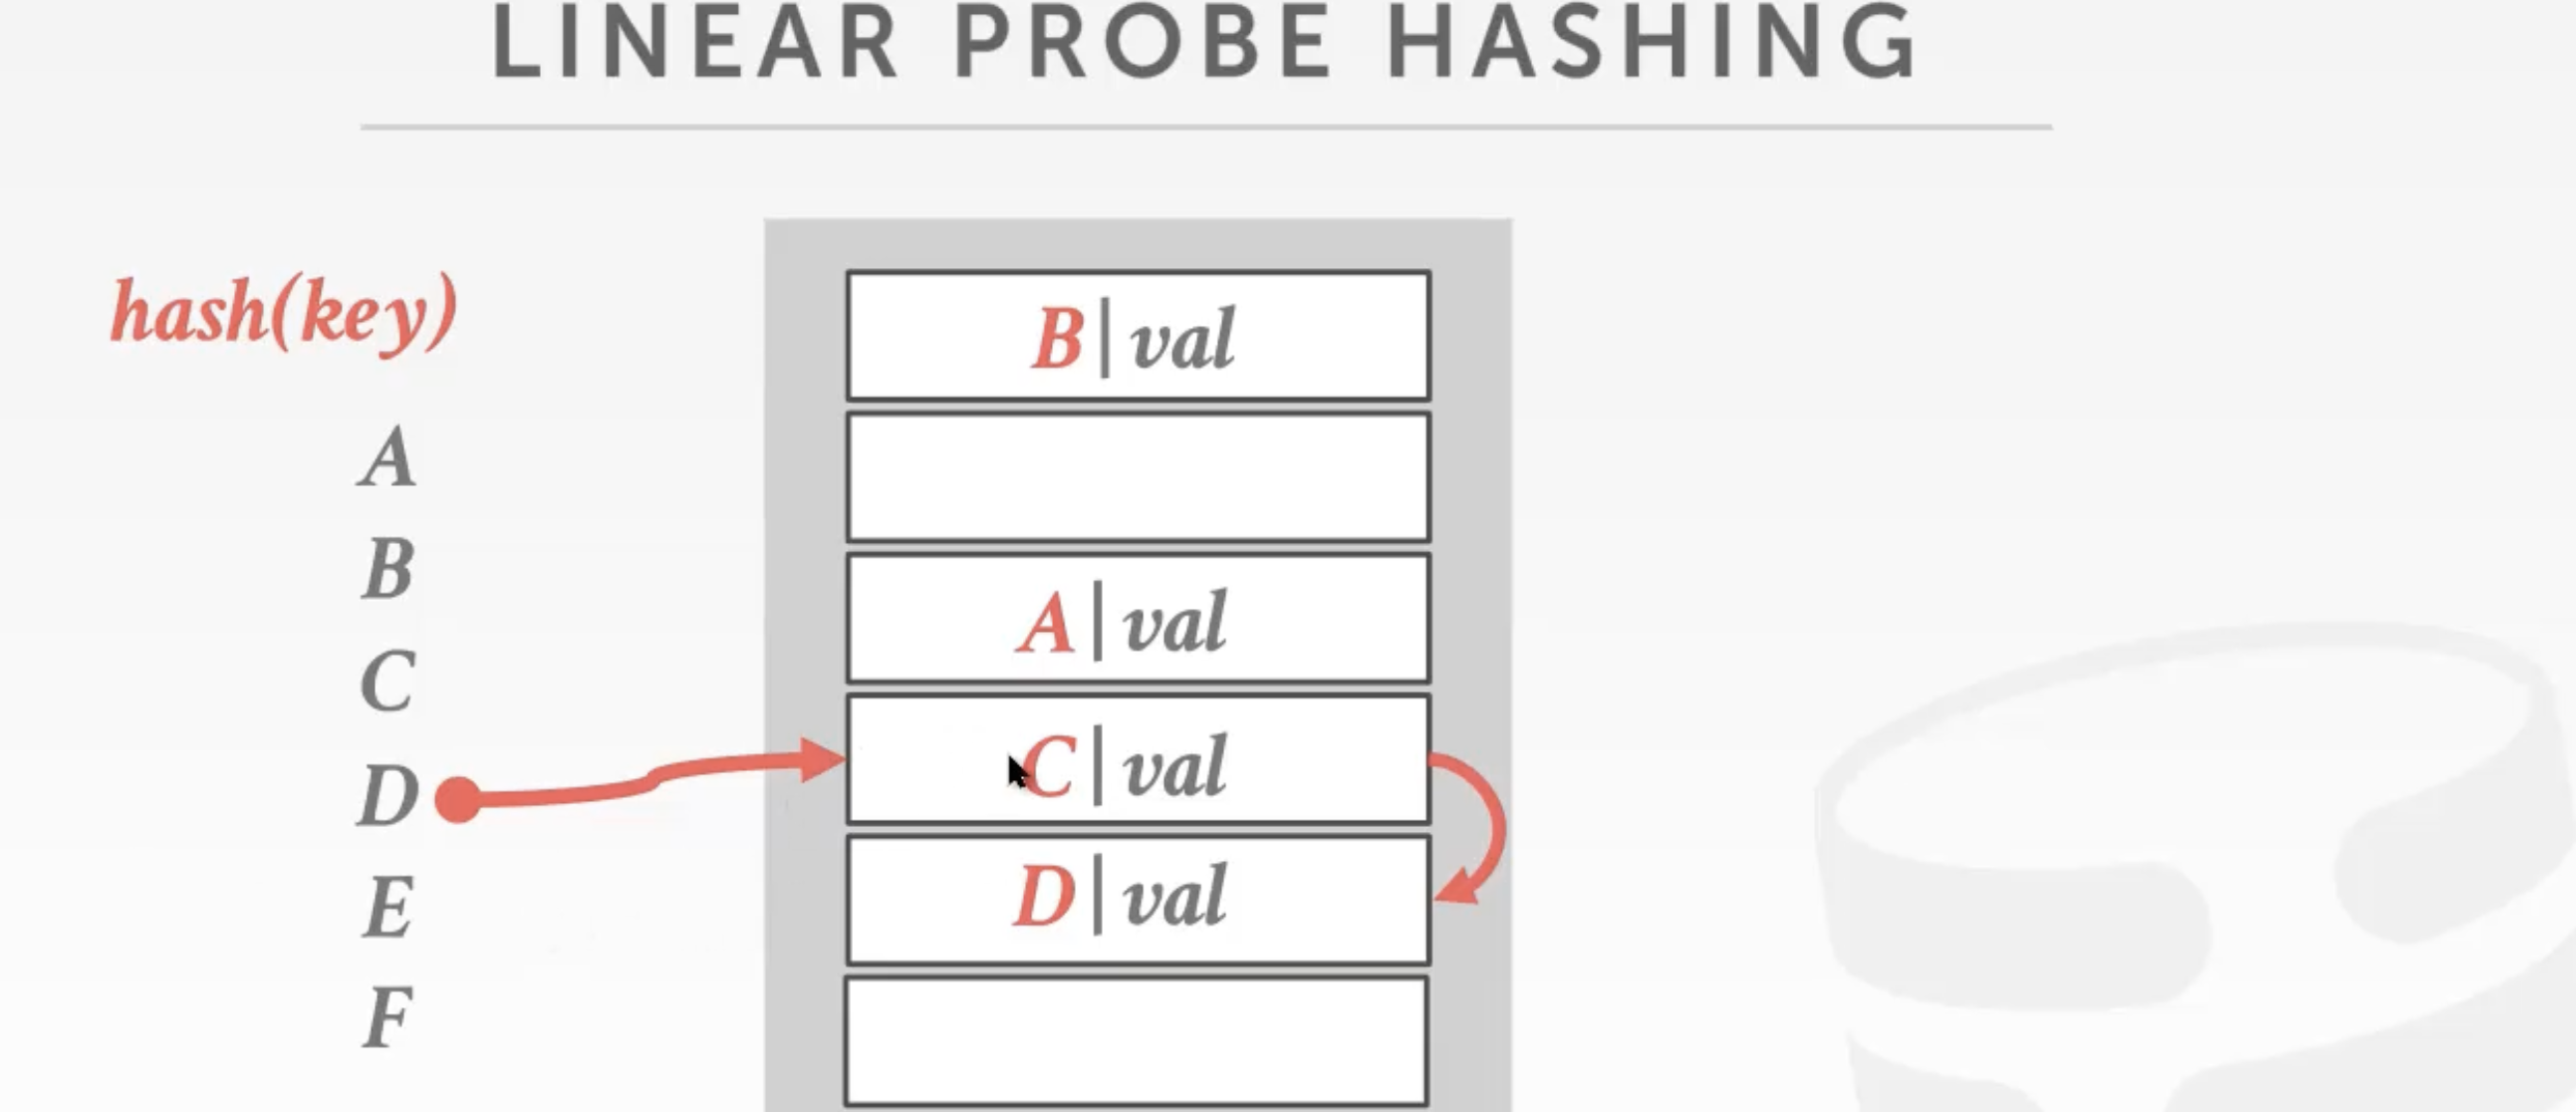 LINEAR PROBE HASHING
hash(key)
A
B
C
D
E
F
B|val
A|val
C|val
D|val